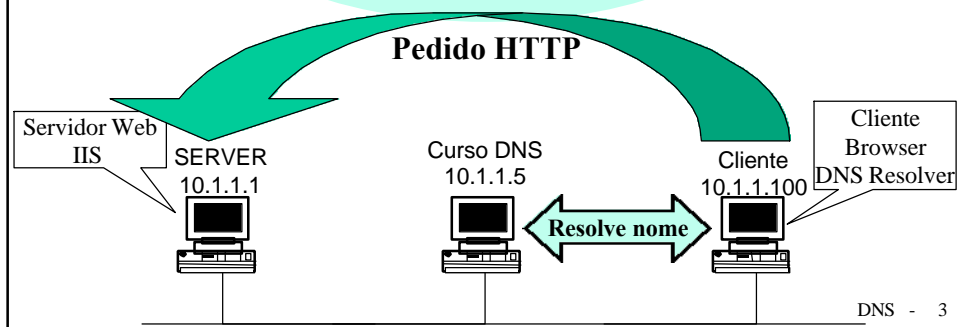 Pedido HTTP
Servidor Web
IIS
SERVER
10.1.1.1
Curso DNS
10.1.1.5
Cliente
10.1.1.100
Cliente
Browser
DNS Resolver
Resolve nome
DNS - 3